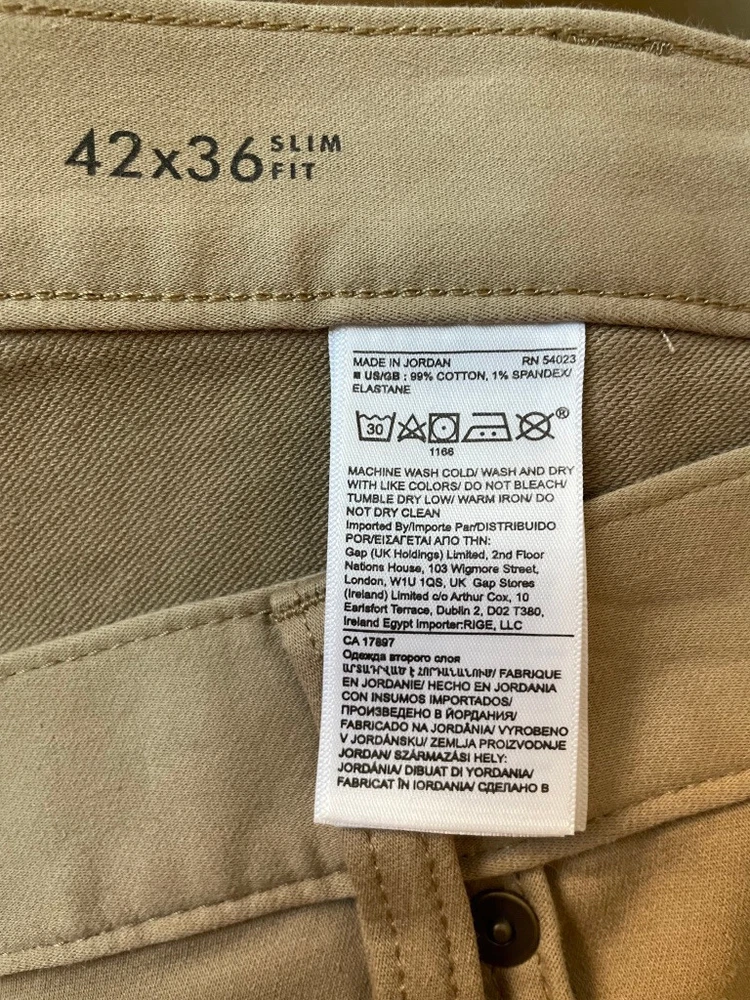 42x36 SLIM
FIT
MADE IN JORDAN RN 54023
■ US/GB : 99% COTTON, 1% SPANDEX/
ELASTANE
30
®
1166
MACHINE WASH COLD/ WASH AND DRY
WITH LIKE COLORS/ DO NOT BLEACH/
TUMBLE DRY LOW/ WARM IRON/ DO
NOT DRY CLEAN
Imported By/Importe Par/DISTRIBUIDO
POR/ΕΙΣΑΓΕΤΑΙ ΑΠΟ ΤΗΝ:
Gap (UK Holdings) Limited, 2nd Floor
Nations House, 103 Wigmore Street,
London, W1U 1QS, UK Gap Stores
(Ireland) Limited c/o Arthur Cox, 10
Earlsfort Terrace, Dublin 2, D02 T380,
Ireland Egypt Importer:RIGE, LLC
CA 17897
Одежда второго слоя
ԱՐՏԱԴՐՎԱԾ Է ՀՈՐԴԱՆԱՆՈՒՄ/ FABRIQUE
EN JORDANIE/ HECHO EN JORDANIA
CON INSUMOS IMPORTADOS/
ПРОИЗВЕДЕНО В ЙОРДАНИЯ/
FABRICADO NA JORDÂNIA/ VYROBENO
V JORDÁNSKU/ ZEMLJA PROIZVODNJE
JORDAN/ SZÁRMAZÁSI HELY:
JORDÁNIA/ DIBUAT DI YORDANIA/
FABRICAT ÎN IORDANIA/ СДЕЛАНО В